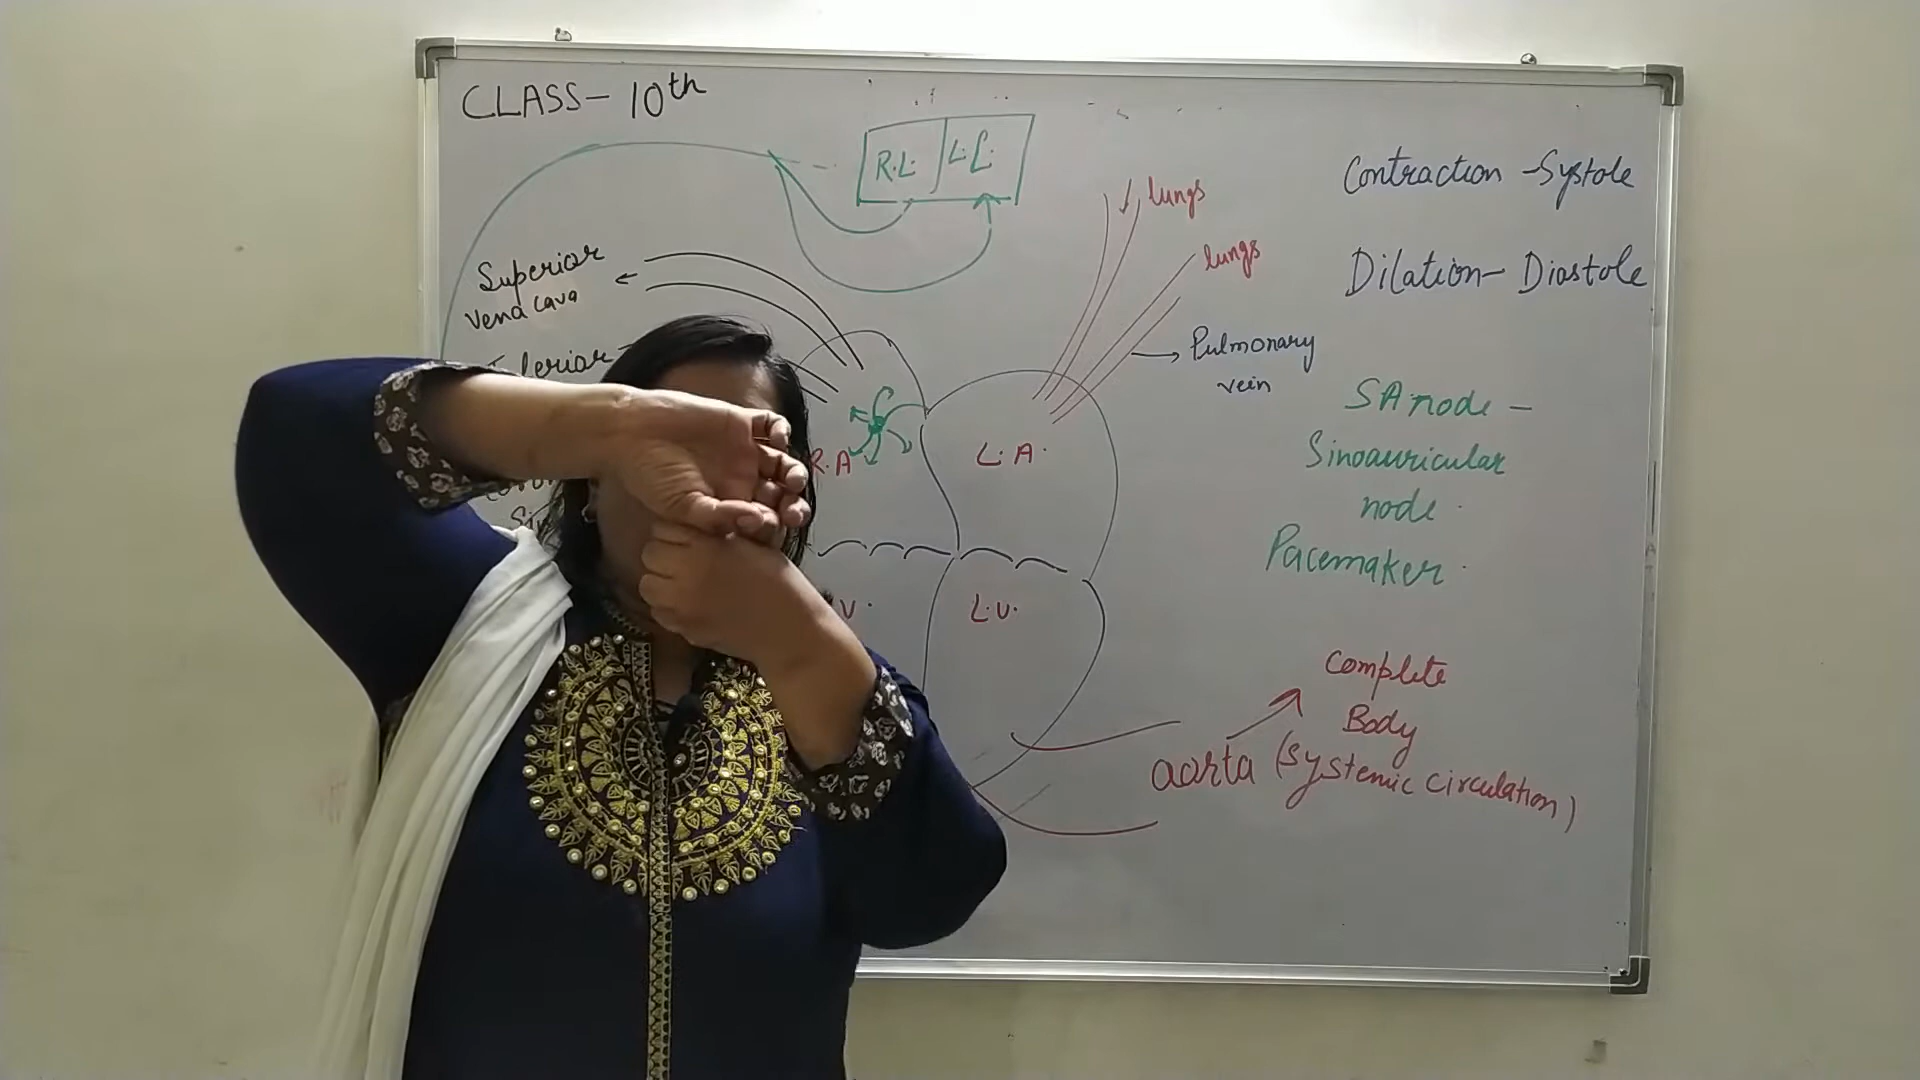 CLASS- 10th
R.L. L.L.
lungs
Contraction -Systole
Superior
vena cava
lungs
Dilation- Diastole
Pulmonary
vein
SA node -
R.A
L.A.
Sinoauricular
node.
Pacemaker.
V.
L.V.
Complete
Body
aorta (systemic circulation)